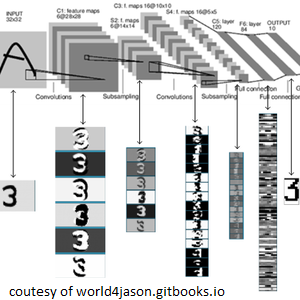 C3: f. maps 16@10x10
INPUT
32x32
C1: feature maps
6@28x28
S4: f. maps 16@5x5
S2: f. maps
6@14x14
C5: layer
120
F6: layer
84
OUTPUT
10
Convolutions
Subsampling
Convolutions
Subsampling
Full connection
Full connection
courtesy of world4jason.gitbooks.io